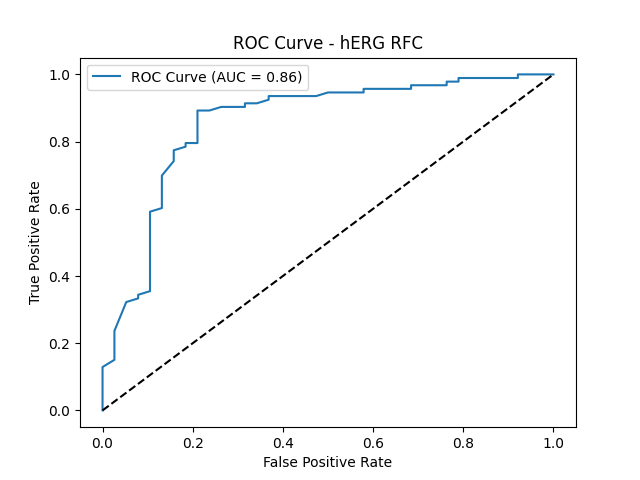 ROC Curve - hERG RFC
ROC Curve (AUC = 0.86)
1.0
0.8
0.6
0.4
0.2
0.0
True Positive Rate
0.0 0.2 0.4 0.6 0.8 1.0
False Positive Rate